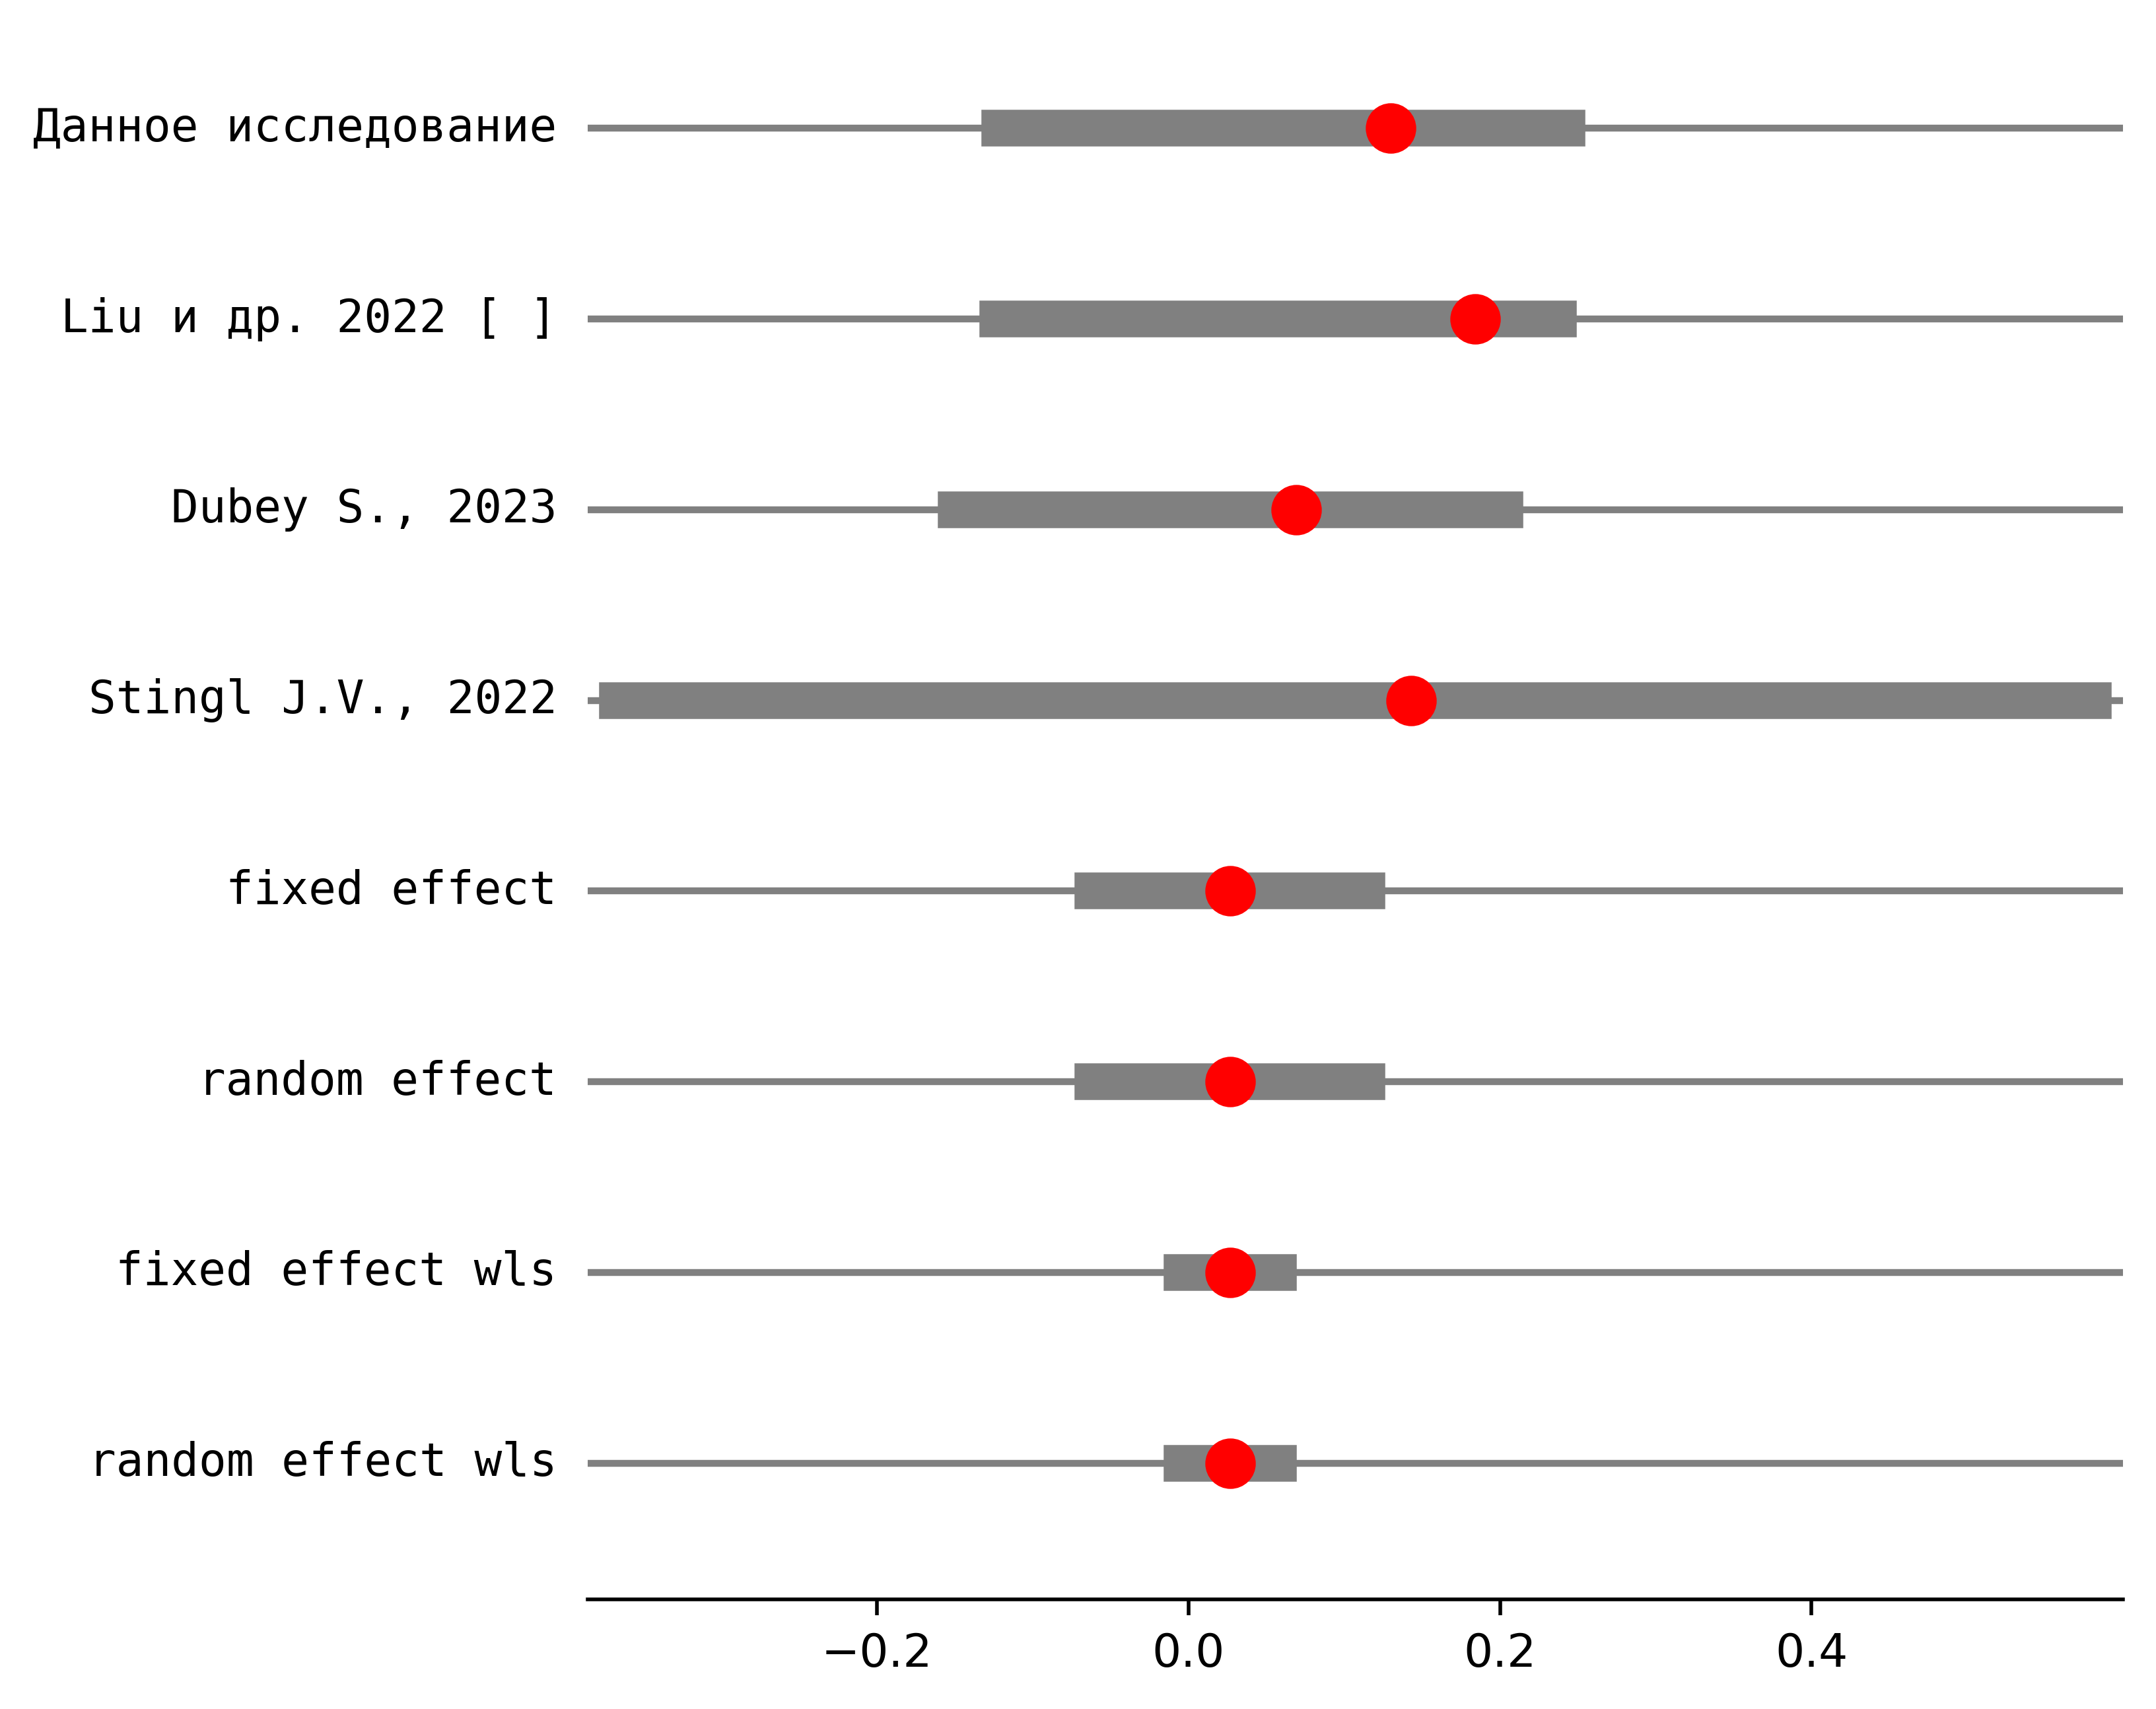 Данное исследование
Liu и др. 2022 [ ]
Dubey S., 2023
Stingl J.V., 2022
fixed effect
random effect
fixed effect wls
random effect wls
−0.2 0.0 0.2 0.4